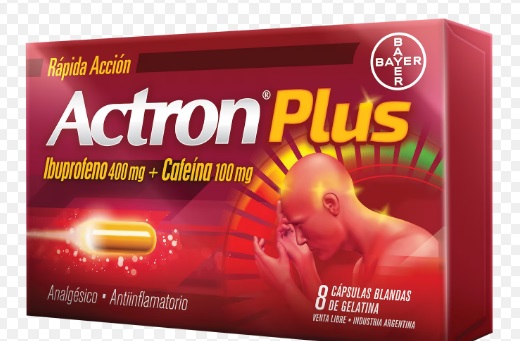 Rápida Acción
BAYER
BAYER
Actron® Plus
Ibuprofeno 400 mg + Cafeína 100 mg
8 CÁPSULAS BLANDAS
DE GELATINA
Analgésico • Antiinflamatorio
VENTA LIBRE • INDUSTRIA ARGENTINA